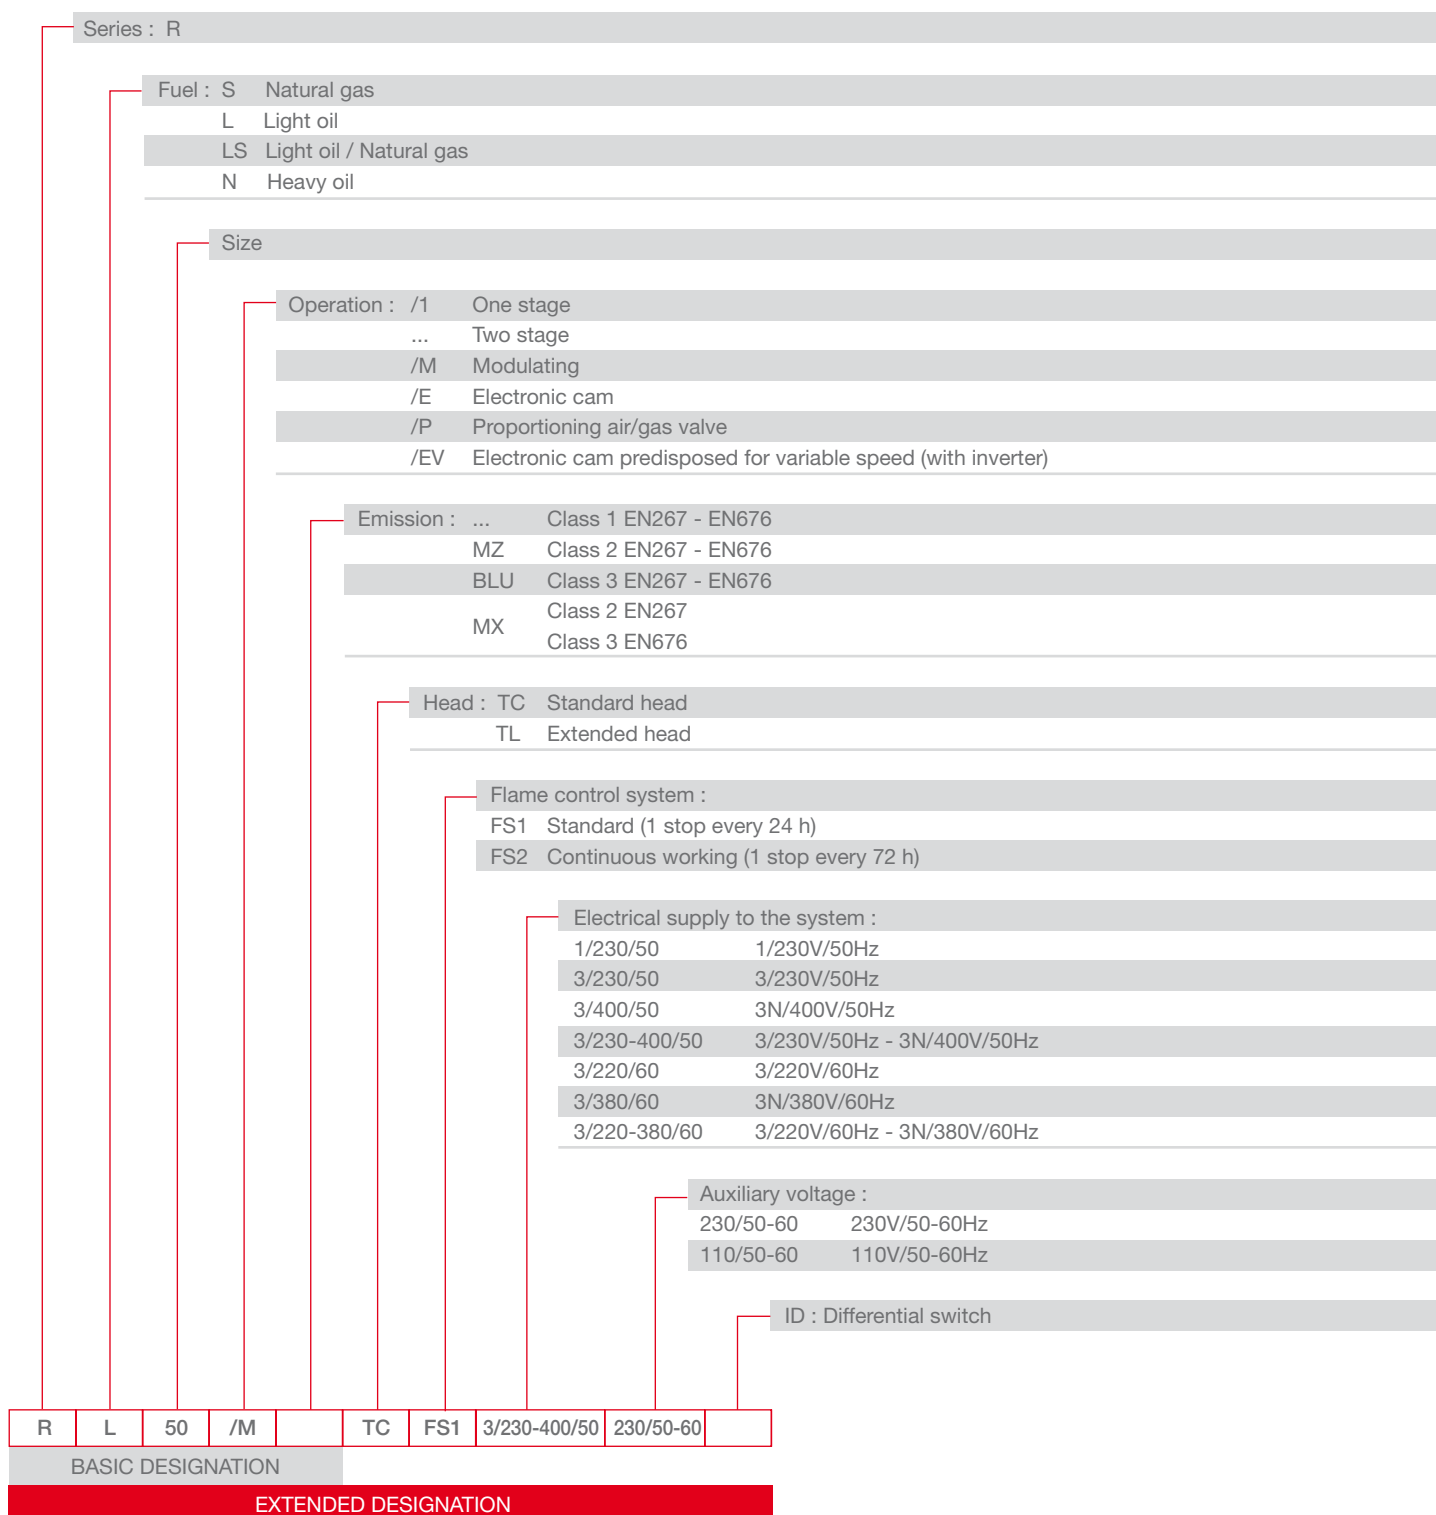 Series : R
Fuel : S Natural gas
L Light oil
LS Light oil / Natural gas
N Heavy oil
Size
Operation : /1 One stage
... Two stage
/M Modulating
/E Electronic cam
/P Proportioning air/gas valve
/EV Electronic cam predisposed for variable speed (with inverter)
Emission : ... Class 1 EN267 - EN676
MZ Class 2 EN267 - EN676
BLU Class 3 EN267 - EN676
MX Class 2 EN267
Class 3 EN676
Head : TC Standard head
TL Extended head
Flame control system :
FS1 Standard (1 stop every 24 h)
FS2 Continuous working (1 stop every 72 h)
Electrical supply to the system :
1/230/50 1/230V/50Hz
3/230/50 3/230V/50Hz
3/400/50 3N/400V/50Hz
3/230-400/50 3/230V/50Hz - 3N/400V/50Hz
3/220/60 3/220V/60Hz
3/380/60 3N/380V/60Hz
3/220-380/60 3/220V/60Hz - 3N/380V/60Hz
Auxiliary voltage :
230/50-60 230V/50-60Hz
110/50-60 110V/50-60Hz
ID : Differential switch
R L 50 /M TC FS1 3/230-400/50 230/50-60
BASIC DESIGNATION
EXTENDED DESIGNATION